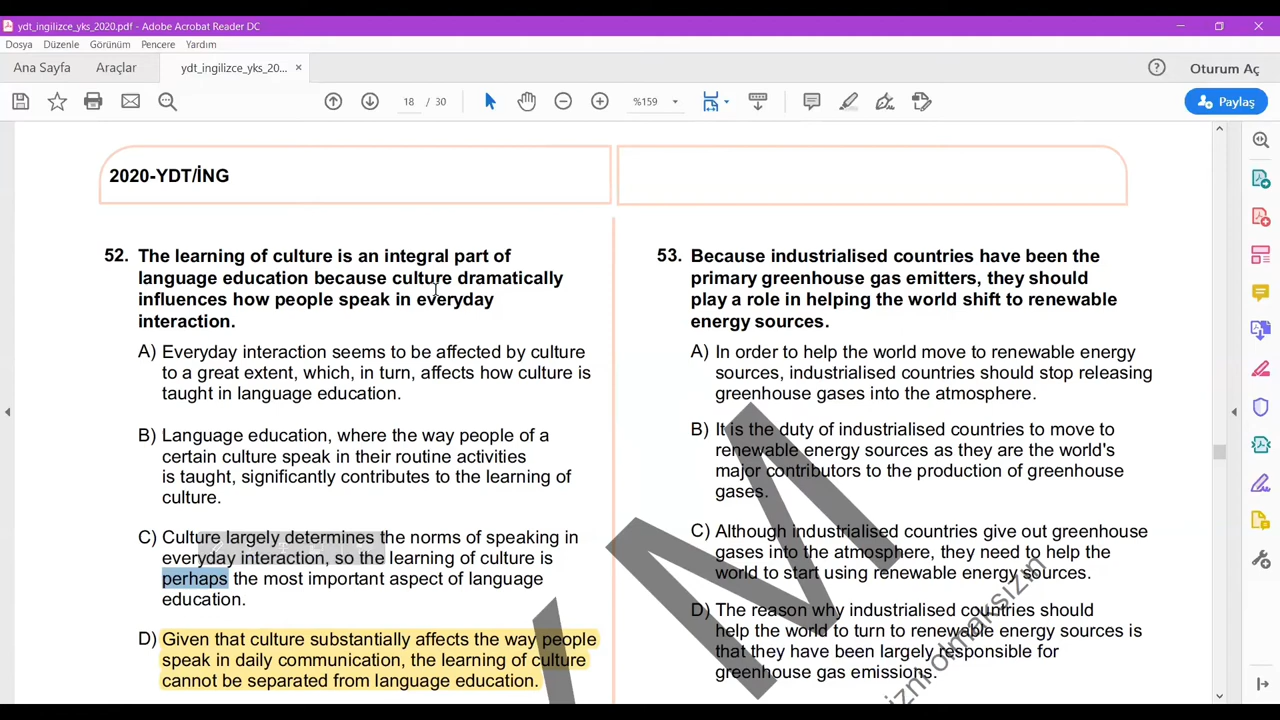 ydt_ingilizce_yks_2020.pdf - Adobe Acrobat Reader DC
Dosya Düzenle Görünüm Pencere Yardım
Ana Sayfa Araçlar ydt_ingilizce_yks_20... Oturum Aç
18 / 30 %159 Paylaş
2020-YDT/İNG
52. The learning of culture is an integral part of
language education because culture dramatically
influences how people speak in everyday
interaction.
A) Everyday interaction seems to be affected by culture
to a great extent, which, in turn, affects how culture is
taught in language education.
B) Language education, where the way people of a
certain culture speak in their routine activities
is taught, significantly contributes to the learning of
culture.
C) Culture largely determines the norms of speaking in
everyday interaction, so the learning of culture is
perhaps the most important aspect of language
education.
D) Given that culture substantially affects the way people
speak in daily communication, the learning of culture
cannot be separated from language education.
53. Because industrialised countries have been the
primary greenhouse gas emitters, they should
play a role in helping the world shift to renewable
energy sources.
A) In order to help the world move to renewable energy
sources, industrialised countries should stop releasing
greenhouse gases into the atmosphere.
B) It is the duty of industrialised countries to move to
renewable energy sources as they are the world's
major contributors to the production of greenhouse
gases.
C) Although industrialised countries give out greenhouse
gases into the atmosphere, they need to help the
world to start using renewable energy sources.
D) The reason why industrialised countries should
help the world to turn to renewable energy sources is
that they have been largely responsible for
greenhouse gas emissions.